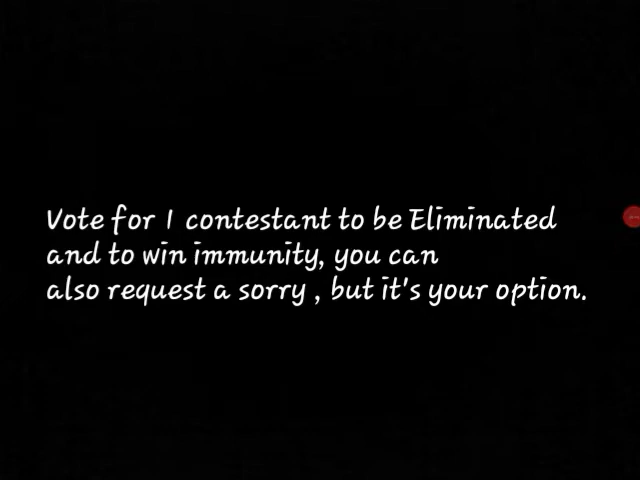 Vote for 1 contestant to be Eliminated
and to win immunity, you can
also request a sorry , but it's your option.